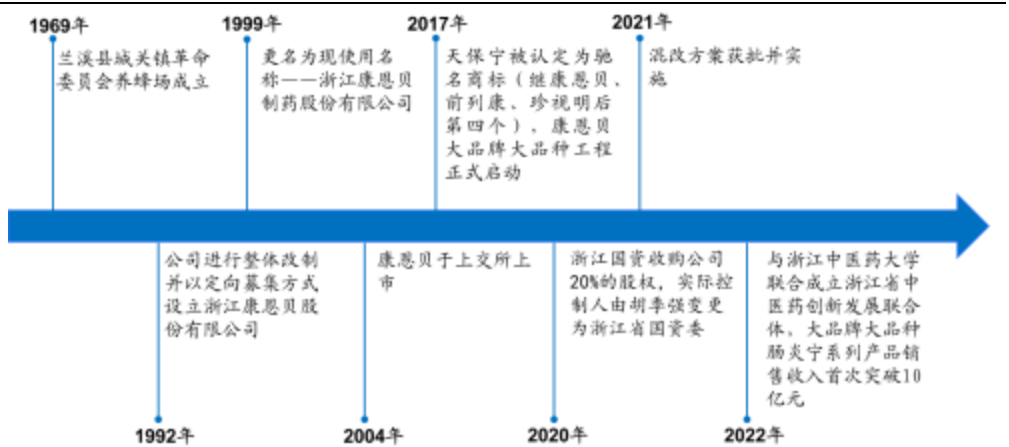 1969年
兰溪县城关镇革命
委员会养蜂场成立
1999年
更名为现使用名
称——浙江康恩贝
制药股份有限公司
2017年
天保宁被认定为驰
名商标（继康恩贝、
前列康、珍视明后
第四个），康恩贝
大品牌大品种工程
正式启动
2021年
混改方案获批并实
施
公司进行整体改制
并以定向募集方式
设立浙江康恩贝股
份有限公司
1992年
康恩贝于上交所上
市
2004年
浙江国资收购公司
20%的股权，实际控
制人由胡季强变更
为浙江省国资委
2020年
与浙江中医药大学
联合成立浙江省中
医药创新发展联合
体，大品牌大品种
肠炎宁系列产品销
售收入首次突破10
亿元
2022年